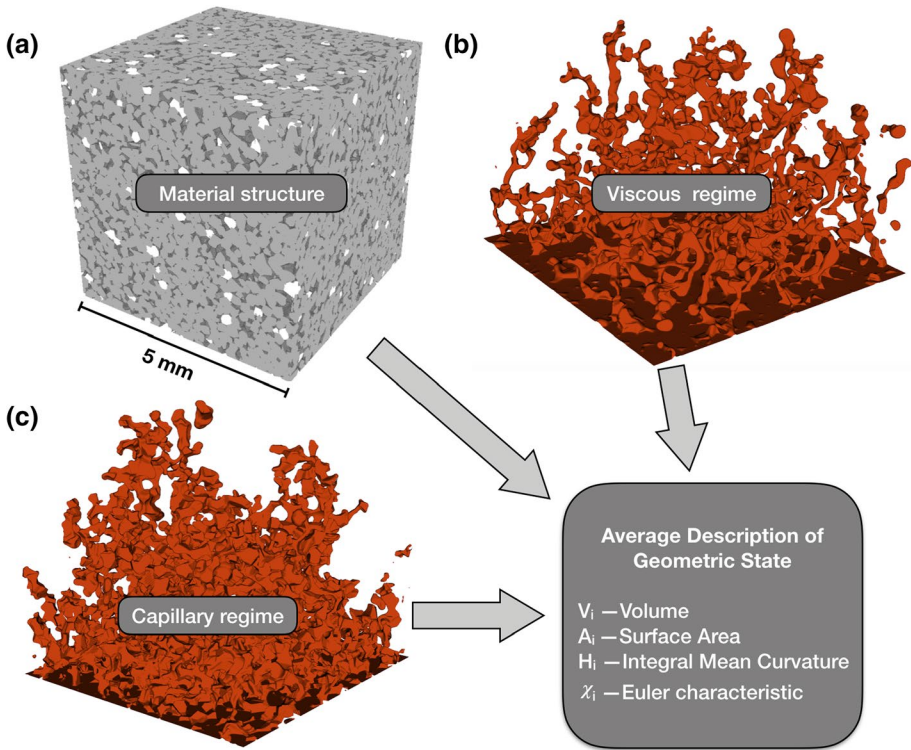 (a)
Material structure
5 mm
(b)
Viscous regime
(c)
Capillary regime
Average Description of
Geometric State
Vᵢ — Volume
Aᵢ — Surface Area
Hᵢ — Integral Mean Curvature
χᵢ — Euler characteristic